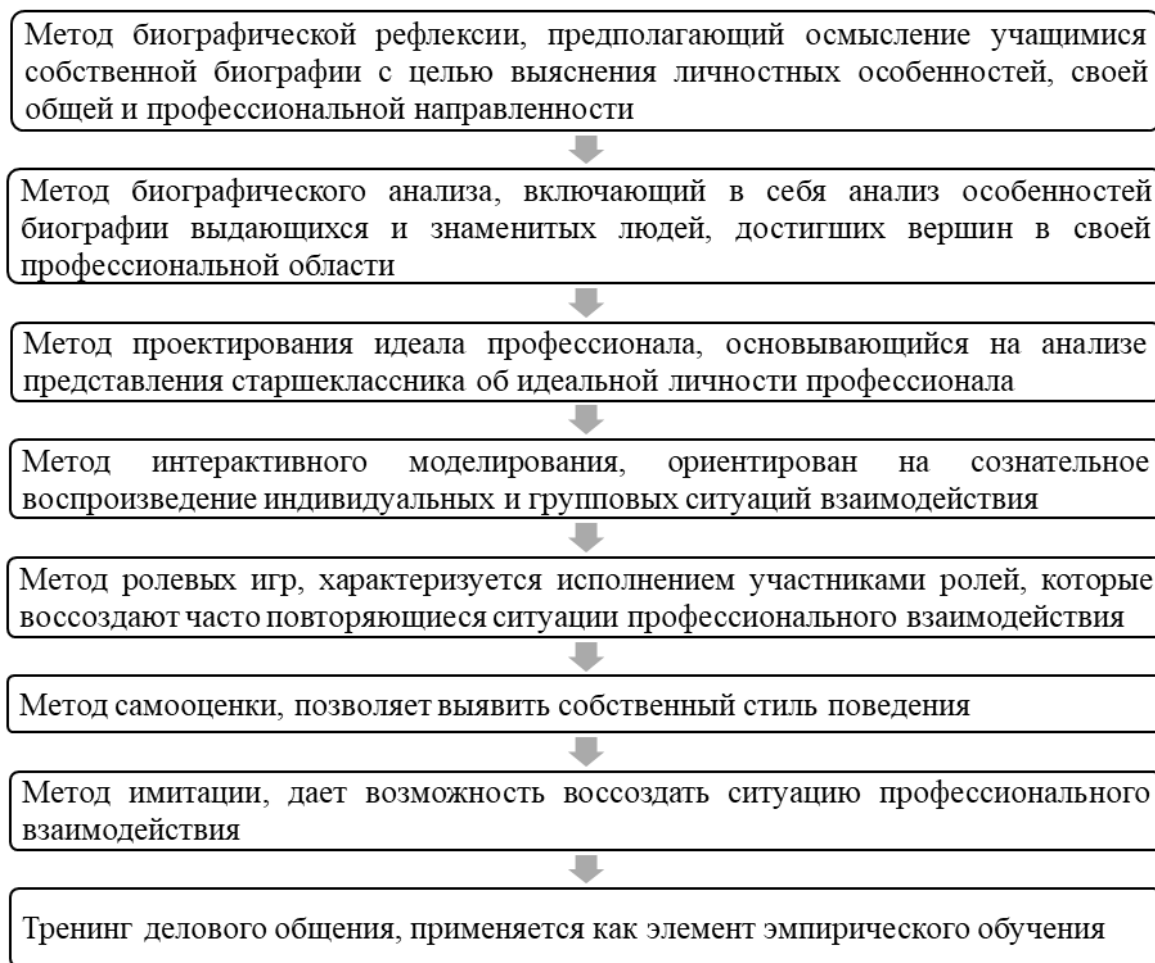 Метод биографической рефлексии, предполагающий осмысление учащимися
собственной биографии с целью выяснения личностных особенностей, своей
общей и профессиональной направленности
Метод биографического анализа, включающий в себя анализ особенностей
биографии выдающихся и знаменитых людей, достигших вершин в своей
профессиональной области
Метод проектирования идеала профессионала, основывающийся на анализе
представления старшеклассника об идеальной личности профессионала
Метод интерактивного моделирования, ориентирован на сознательное
воспроизведение индивидуальных и групповых ситуаций взаимодействия
Метод ролевых игр, характеризуется исполнением участниками ролей, которые
воссоздают часто повторяющиеся ситуации профессионального взаимодействия
Метод самооценки, позволяет выявить собственный стиль поведения
Метод имитации, дает возможность воссоздать ситуацию профессионального
взаимодействия
Тренинг делового общения, применяется как элемент эмпирического обучения